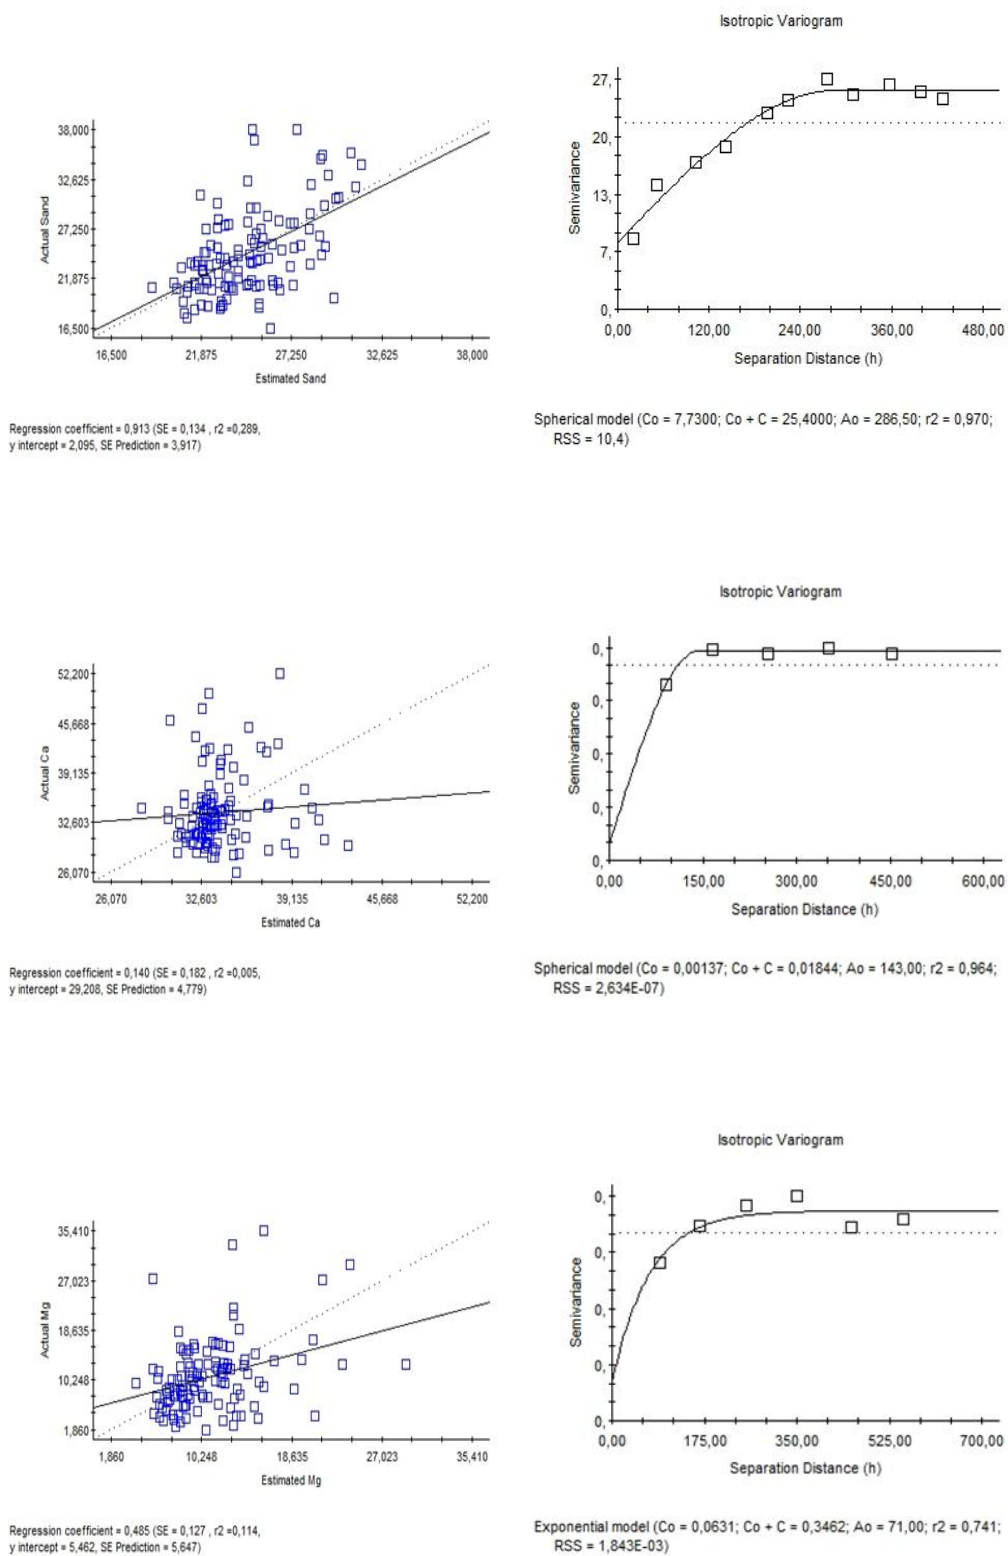 Isotropic Variogram
38,000
32,625
27,250
21,875
16,500
Actual Sand
16,500 21,875 27,250 32,625 38,000
Estimated Sand
Regression coefficient = 0,913 (SE = 0,134 , r2 =0,289,
y intercept = 2,095, SE Prediction = 3,917)
27,
20,
13,
7,
0,
Semivariance
0,00 120,00 240,00 360,00 480,00
Separation Distance (h)
Spherical model (Co = 7,7300; Co + C = 25,4000; Ao = 286,50; r2 = 0,970;
RSS = 10,4)
52,200
45,668
39,135
32,603
26,070
Actual Ca
26,070 32,603 39,135 45,668 52,200
Estimated Ca
Regression coefficient = 0,140 (SE = 0,182 , r2 =0,005,
y intercept = 29,208, SE Prediction = 4,779)
Isotropic Variogram
0,
0,
0,
0,
0,
Semivariance
0,00 150,00 300,00 450,00 600,00
Separation Distance (h)
Spherical model (Co = 0,00137; Co + C = 0,01844; Ao = 143,00; r2 = 0,964;
RSS = 2,634E-07)
35,410
27,023
18,635
10,248
1,860
Actual Mg
1,860 10,248 18,635 27,023 35,410
Estimated Mg
Regression coefficient = 0,485 (SE = 0,127 , r2 =0,114,
y intercept = 5,462, SE Prediction = 5,647)
Isotropic Variogram
0,
0,
0,
0,
0,
Semivariance
0,00 175,00 350,00 525,00 700,00
Separation Distance (h)
Exponential model (Co = 0,0631; Co + C = 0,3462; Ao = 71,00; r2 = 0,741;
RSS = 1,843E-03)